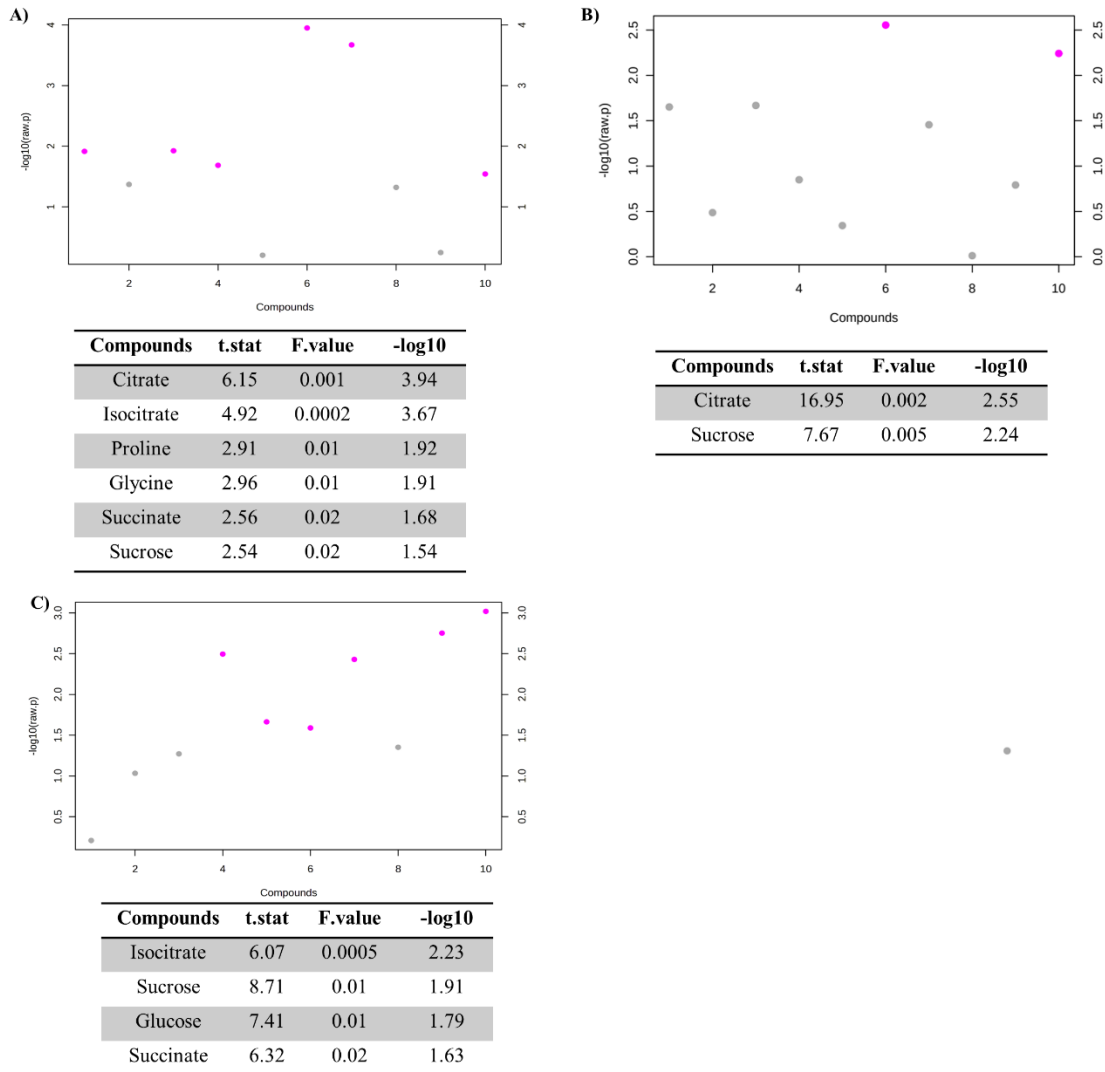 A)
4
3
2
1
-log10(raw.p)
4
3
2
1
2 4 6 8 10
Compounds
Compounds t.stat F.value -log10
Citrate 6.15 0.001 3.94
Isocitrate 4.92 0.0002 3.67
Proline 2.91 0.01 1.92
Glycine 2.96 0.01 1.91
Succinate 2.56 0.02 1.68
Sucrose 2.54 0.02 1.54
B)
2.5
2.0
1.5
1.0
0.5
0.0
-log10(raw.p)
2.5
2.0
1.5
1.0
0.5
0.0
2 4 6 8 10
Compounds
Compounds t.stat F.value -log10
Citrate 16.95 0.002 2.55
Sucrose 7.67 0.005 2.24
C)
3.0
2.5
2.0
1.5
1.0
0.5
-log10(raw.p)
3.0
2.5
2.0
1.5
1.0
0.5
2 4 6 8 10
Compounds
Compounds t.stat F.value -log10
Isocitrate 6.07 0.0005 2.23
Sucrose 8.71 0.01 1.91
Glucose 7.41 0.01 1.79
Succinate 6.32 0.02 1.63